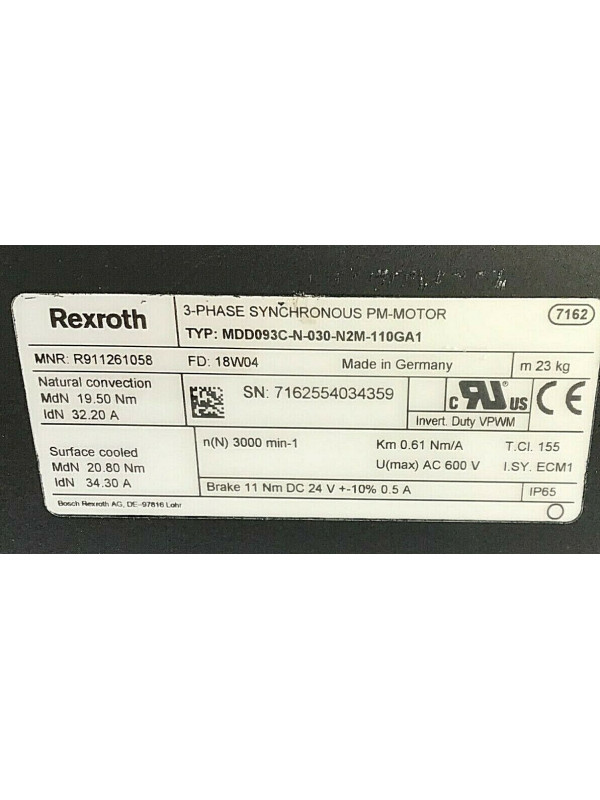 Rexroth
3-PHASE SYNCHRONOUS PM-MOTOR
7162
TYP: MDD093C-N-030-N2M-110GA1
MNR: R911261058
FD: 18W04
Made in Germany
m 23 kg
Natural convection
MdN 19.50 Nm
IdN 32.20 A
SN: 7162554034359
c RU us CE
Invert. Duty VPWM
Surface cooled
MdN 20.80 Nm
IdN 34.30 A
n(N) 3000 min-1
Km 0.61 Nm/A
T.Cl. 155
U(max) AC 600 V
I.SY. ECM1
Brake 11 Nm DC 24 V +-10% 0.5 A
IP65
Bosch Rexroth AG, DE-97816 Lohr